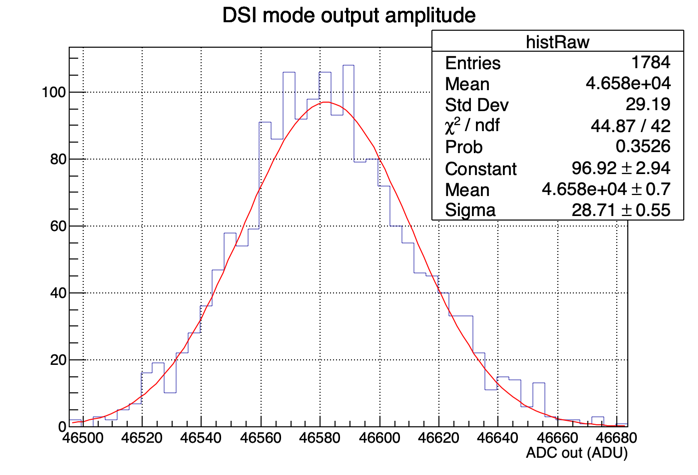 DSI mode output amplitude
histRaw
Entries 1784
Mean 4.658e+04
Std Dev 29.19
χ² / ndf 44.87 / 42
Prob 0.3526
Constant 96.92 ± 2.94
Mean 4.658e+04 ± 0.7
Sigma 28.71 ± 0.55
100
80
60
40
20
0
46500 46520 46540 46560 46580 46600 46620 46640 46660 46680
ADC out (ADU)